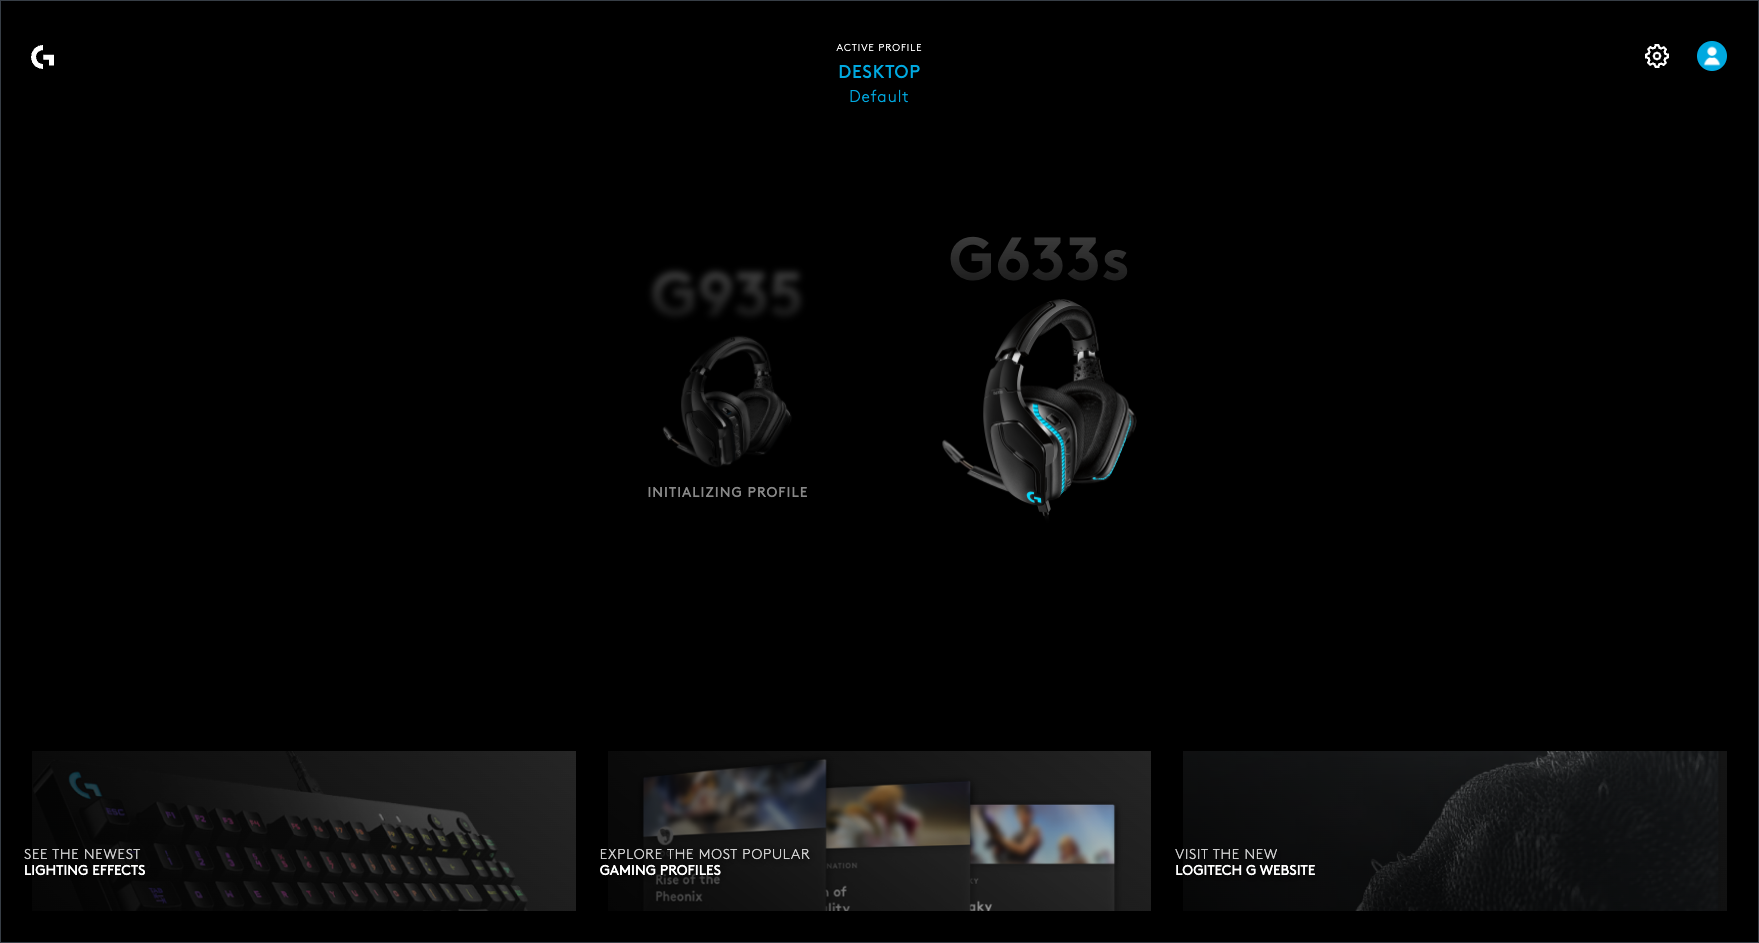 ACTIVE PROFILE
DESKTOP
Default
G935
G633s
INITIALIZING PROFILE
SEE THE NEWEST
LIGHTING EFFECTS
EXPLORE THE MOST POPULAR
GAMING PROFILES
Rise of the
Pheonix
VISIT THE NEW
LOGITECH G WEBSITE